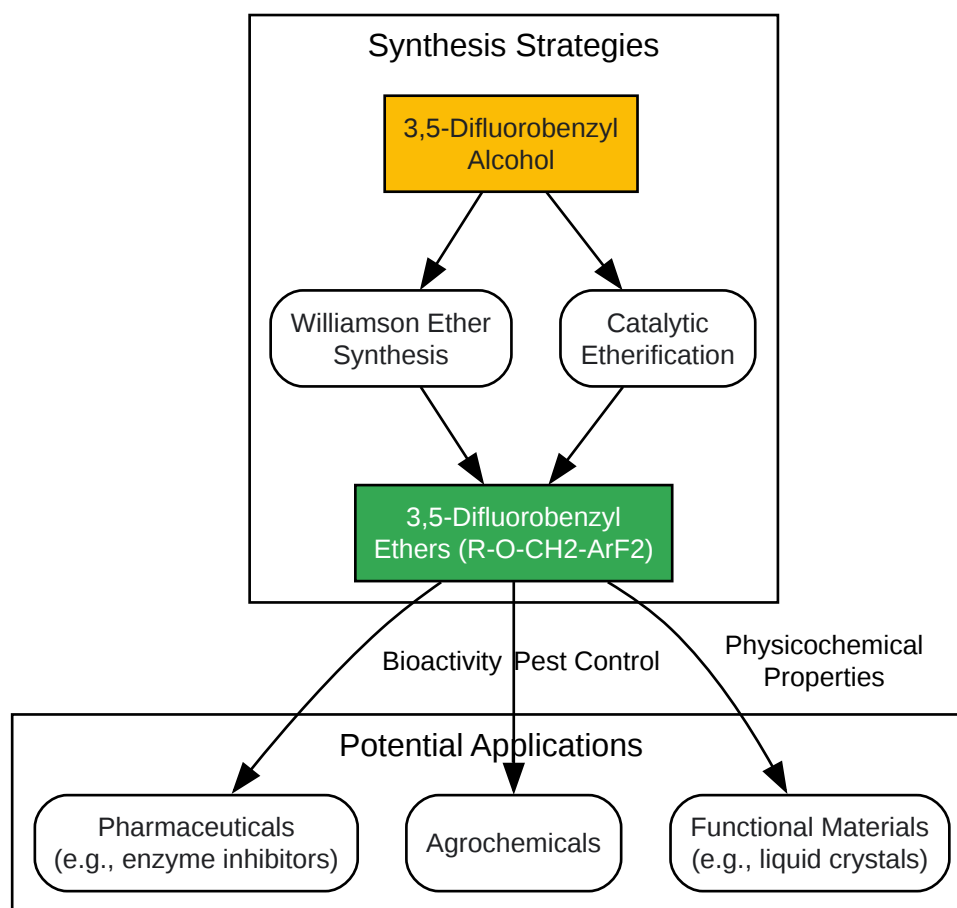 Synthesis Strategies
3,5-Difluorobenzyl
Alcohol
Williamson Ether
Synthesis
Catalytic
Etherification
3,5-Difluorobenzyl
Ethers (R-O-CH2-ArF2)
Bioactivity
Pest Control
Physicochemical
Properties
Potential Applications
Pharmaceuticals
(e.g., enzyme inhibitors)
Agrochemicals
Functional Materials
(e.g., liquid crystals)